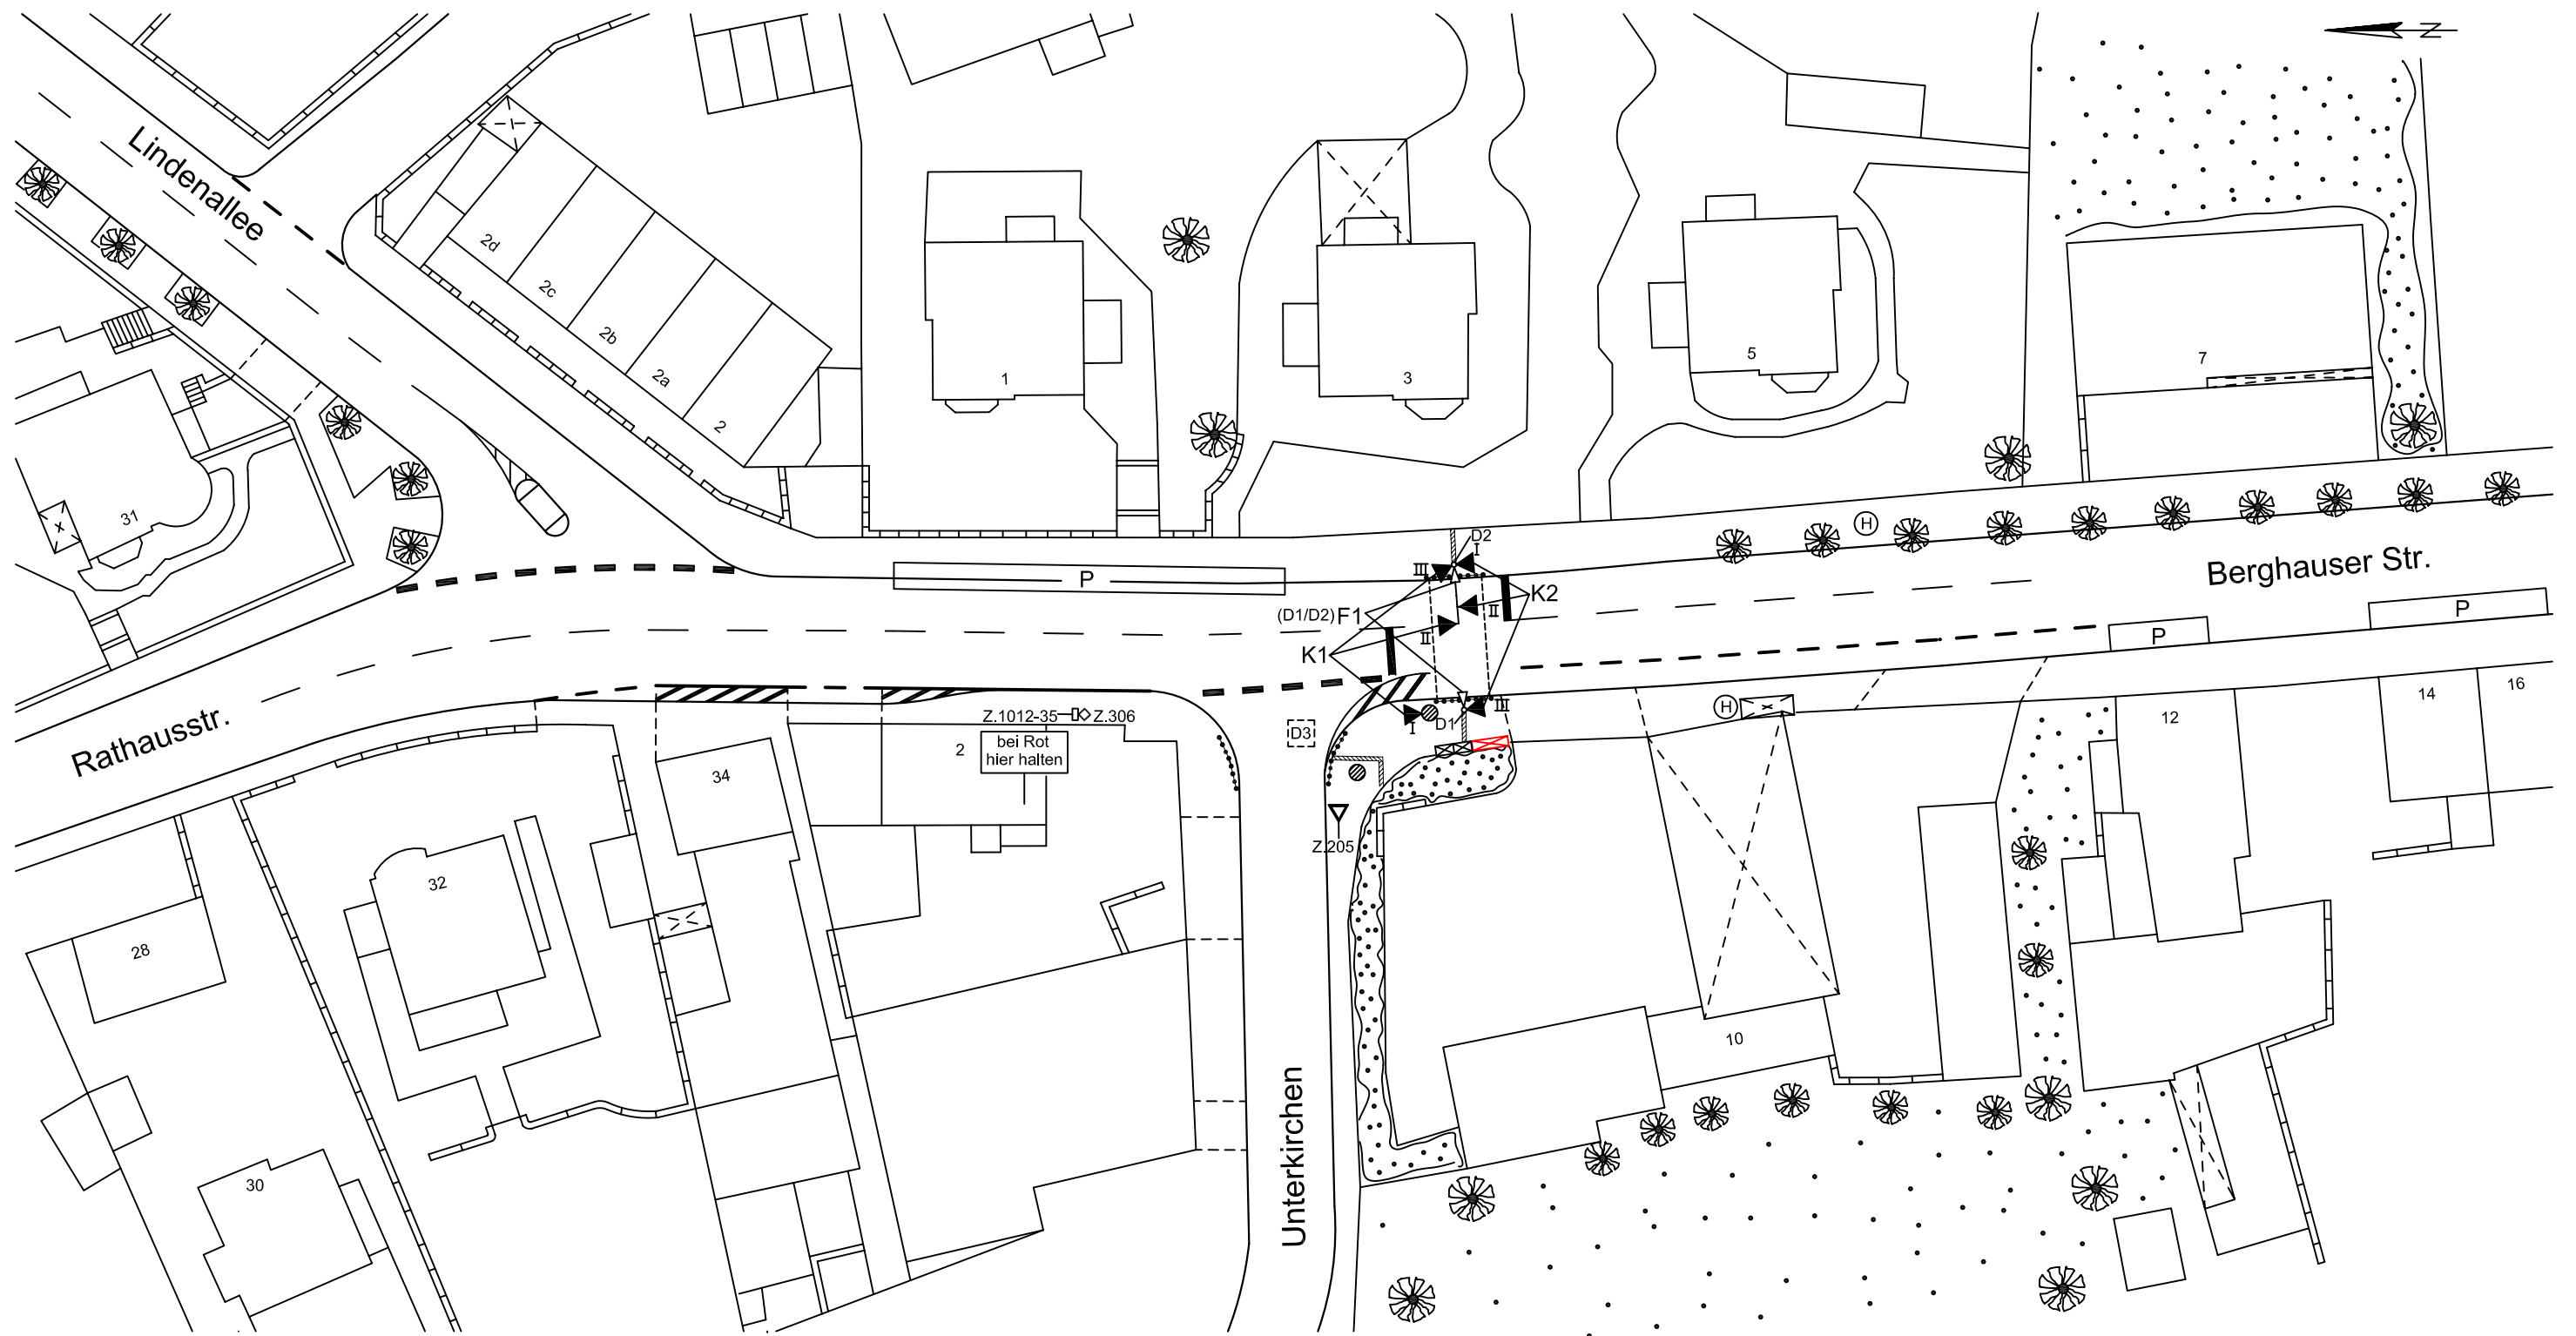 N
Lindenallee
2d
2c
2b
2a
2
1
3
5
7
31
P
D2
I
III
K2
II
(D1/D2)
F1
II
K1
III
I
D1
D3
H
H
Berghauser Str.
P
P
14
16
12
Rathausstr.
Z.1012-35
Z.306
bei Rot
hier halten
2
34
Z.205
32
28
30
10
Unterkirchen